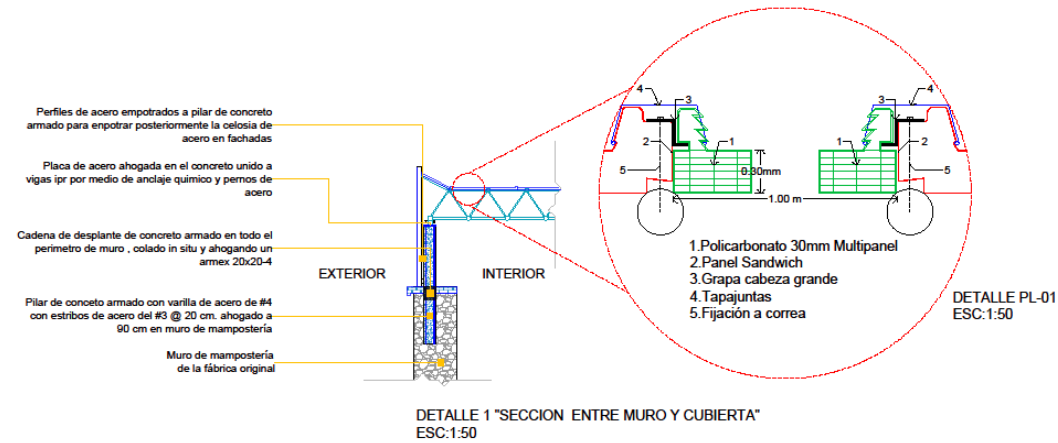 Perfiles de acero empotrados a pilar de concreto
armado para enpotrar posteriormente la celosia de
acero en fachadas
Placa de acero ahogada en el concreto unido a
vigas ipr por medio de anclaje quimico y pernos de
acero
Cadena de desplante de concreto armado en todo el
perimetro de muro , colado in situ y ahogando un
armex 20x20-4
Pilar de conceto armado con varilla de acero de #4
con estribos de acero del #3 @ 20 cm. ahogado a
90 cm en muro de mampostería
Muro de mampostería
de la fábrica original
EXTERIOR
INTERIOR
DETALLE 1 "SECCION ENTRE MURO Y CUBIERTA"
ESC:1:50
4
3
2
1
5
0.30mm
1.00 m
3
4
1
2
5
1.Policarbonato 30mm Multipanel
2.Panel Sandwich
3.Grapa cabeza grande
4.Tapajuntas
5.Fijación a correa
DETALLE PL-01
ESC:1:50